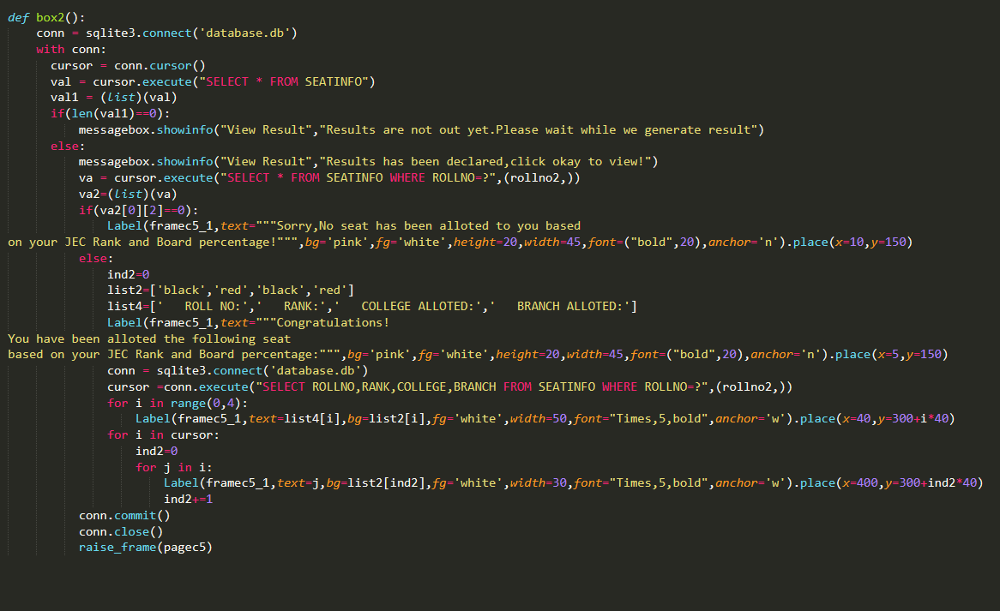 def box2():
    conn = sqlite3.connect('database.db')
    with conn:
      cursor = conn.cursor()
      val = cursor.execute("SELECT * FROM SEATINFO")
      val1 = (list)(val)
      if(len(val1)==0):
          messagebox.showinfo("View Result","Results are not out yet.Please wait while we generate result")
      else:
          messagebox.showinfo("View Result","Results has been declared,click okay to view!")
          va = cursor.execute("SELECT * FROM SEATINFO WHERE ROLLNO=?",(rollno2,))
          va2=(list)(va)
          if(va2[0][2]==0):
              Label(framec5_1,text="""Sorry,No seat has been alloted to you based
on your JEC Rank and Board percentage!""",bg='pink',fg='white',height=20,width=45,font=("bold",20),anchor='n').place(x=10,y=150)
          else:
              ind2=0
              list2=['black','red','black','red']
              list4=['   ROLL NO:','   RANK:','   COLLEGE ALLOTED:','   BRANCH ALLOTED:']
              Label(framec5_1,text="""Congratulations!
You have been alloted the following seat
based on your JEC Rank and Board percentage:""",bg='pink',fg='white',height=20,width=45,font=("bold",20),anchor='n').place(x=5,y=150)
              conn = sqlite3.connect('database.db')
              cursor =conn.execute("SELECT ROLLNO,RANK,COLLEGE,BRANCH FROM SEATINFO WHERE ROLLNO=?",(rollno2,))
              for i in range(0,4):
                  Label(framec5_1,text=list4[i],bg=list2[i],fg='white',width=50,font="Times,5,bold",anchor='w').place(x=40,y=300+i*40)
              for i in cursor:
                  ind2=0
                  for j in i:
                      Label(framec5_1,text=j,bg=list2[ind2],fg='white',width=30,font="Times,5,bold",anchor='w').place(x=400,y=300+ind2*40)
                      ind2+=1
          conn.commit()
          conn.close()
          raise_frame(pagec5)